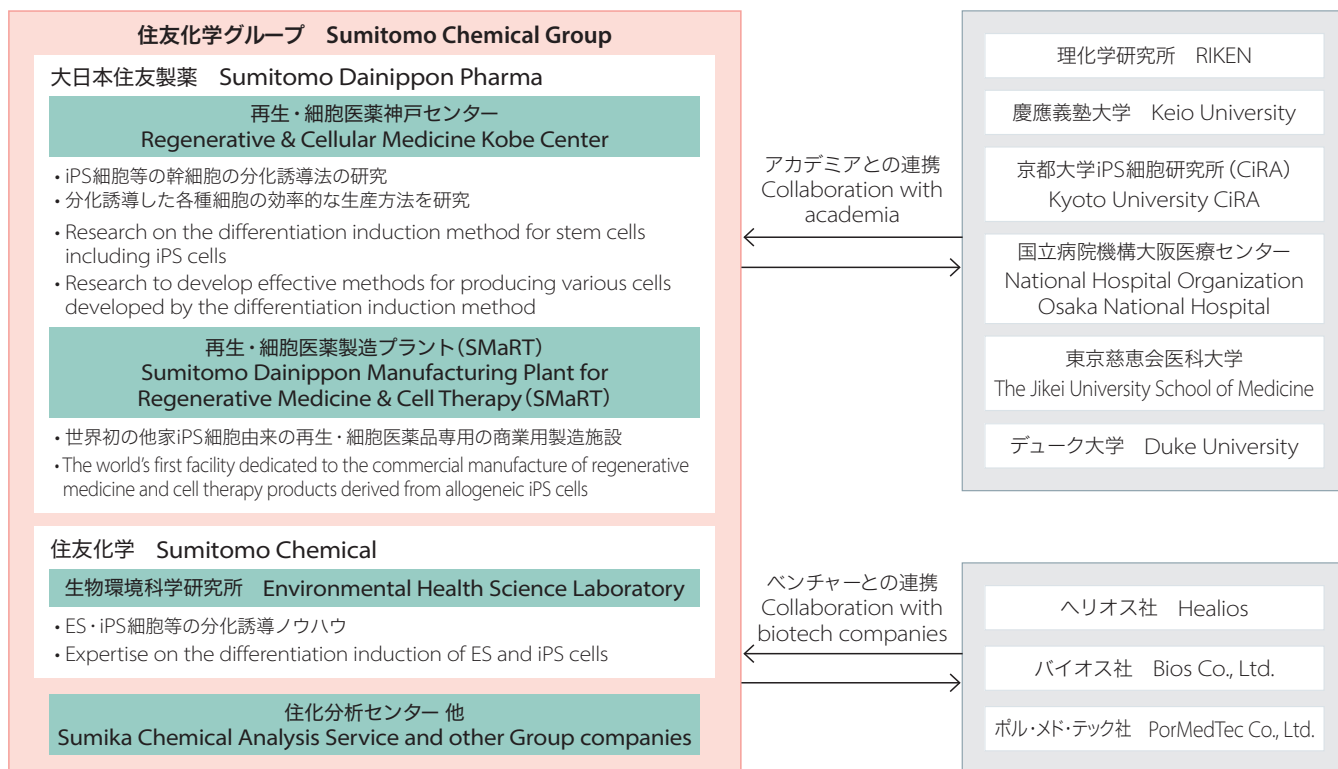 住友化学グループ Sumitomo Chemical Group
大日本住友製薬 Sumitomo Dainippon Pharma
再生・細胞医薬神戸センター
Regenerative & Cellular Medicine Kobe Center
・iPS細胞等の幹細胞の分化誘導法の研究
・分化誘導した各種細胞の効率的な生産方法を研究
・Research on the differentiation induction method for stem cells
including iPS cells
・Research to develop effective methods for producing various cells
developed by the differentiation induction method
再生・細胞医薬製造プラント(SMaRT)
Sumitomo Dainippon Manufacturing Plant for
Regenerative Medicine & Cell Therapy(SMaRT)
・世界初の他家iPS細胞由来の再生・細胞医薬品専用の商業用製造施設
・The world's first facility dedicated to the commercial manufacture of regenerative
medicine and cell therapy products derived from allogeneic iPS cells
住友化学 Sumitomo Chemical
生物環境科学研究所 Environmental Health Science Laboratory
・ES・iPS細胞等の分化誘導ノウハウ
・Expertise on the differentiation induction of ES and iPS cells
住化分析センター 他
Sumika Chemical Analysis Service and other Group companies
アカデミアとの連携
Collaboration with
academia
理化学研究所 RIKEN
慶應義塾大学 Keio University
京都大学iPS細胞研究所(CiRA)
Kyoto University CiRA
国立病院機構大阪医療センター
National Hospital Organization
Osaka National Hospital
東京慈恵会医科大学
The Jikei University School of Medicine
デューク大学 Duke University
ベンチャーとの連携
Collaboration with
biotech companies
ヘリオス社 Healios
バイオス社 Bios Co., Ltd.
ポル・メド・テック社 PorMedTec Co., Ltd.